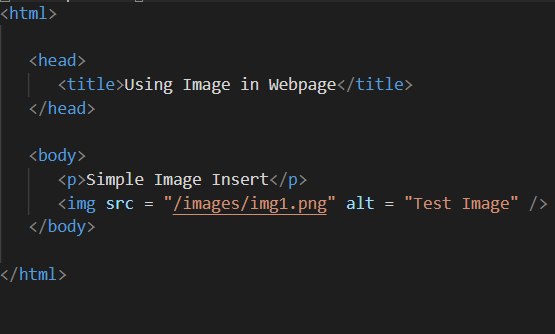 <html>
<head>
<title>Using Image in Webpage</title>
</head>
<body>
<p>Simple Image Insert</p>
<img src = "/images/img1.png" alt = "Test Image" />
</body>
</html>